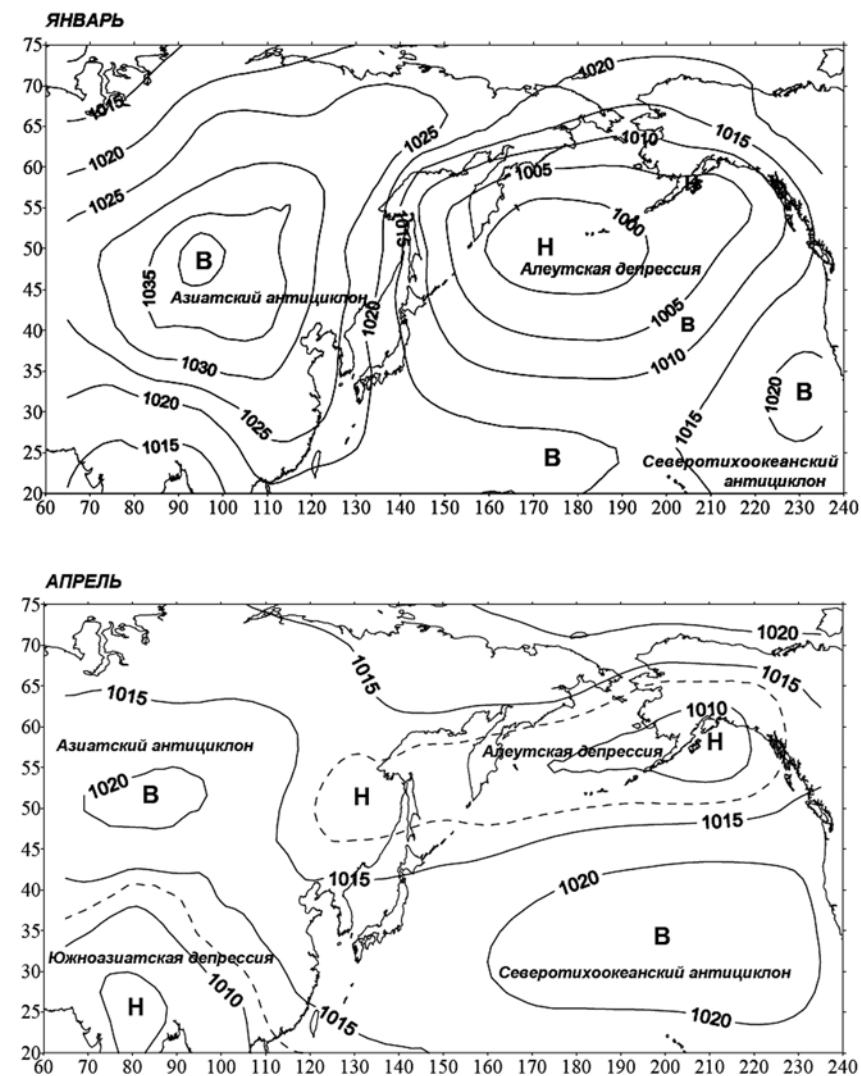 ЯНВАРЬ
75
70
65
60
55
50
45
40
35
30
25
20
1020
1015
1025
1010
1015
1020
1005
1025
Н
1015
1000
В
Н
1035
Алеутская депрессия
Азиатский антициклон
1020
1005
В
1030
1010
1020
В
1020
1025
1015
1015
В
Северотихоокеанский
антициклон
60 70 80 90 100 110 120 130 140 150 160 170 180 190 200 210 220 230 240
АПРЕЛЬ
75
70
65
60
55
50
45
40
35
30
25
20
1020
1015
1015
1015
1010
Азиатский антициклон
Алеутская депрессия
Н
1020
В
Н
1015
1015
1020
В
Южноазиатская депрессия
Северотихоокеанский антициклон
1010
Н
1015
1020
60 70 80 90 100 110 120 130 140 150 160 170 180 190 200 210 220 230 240